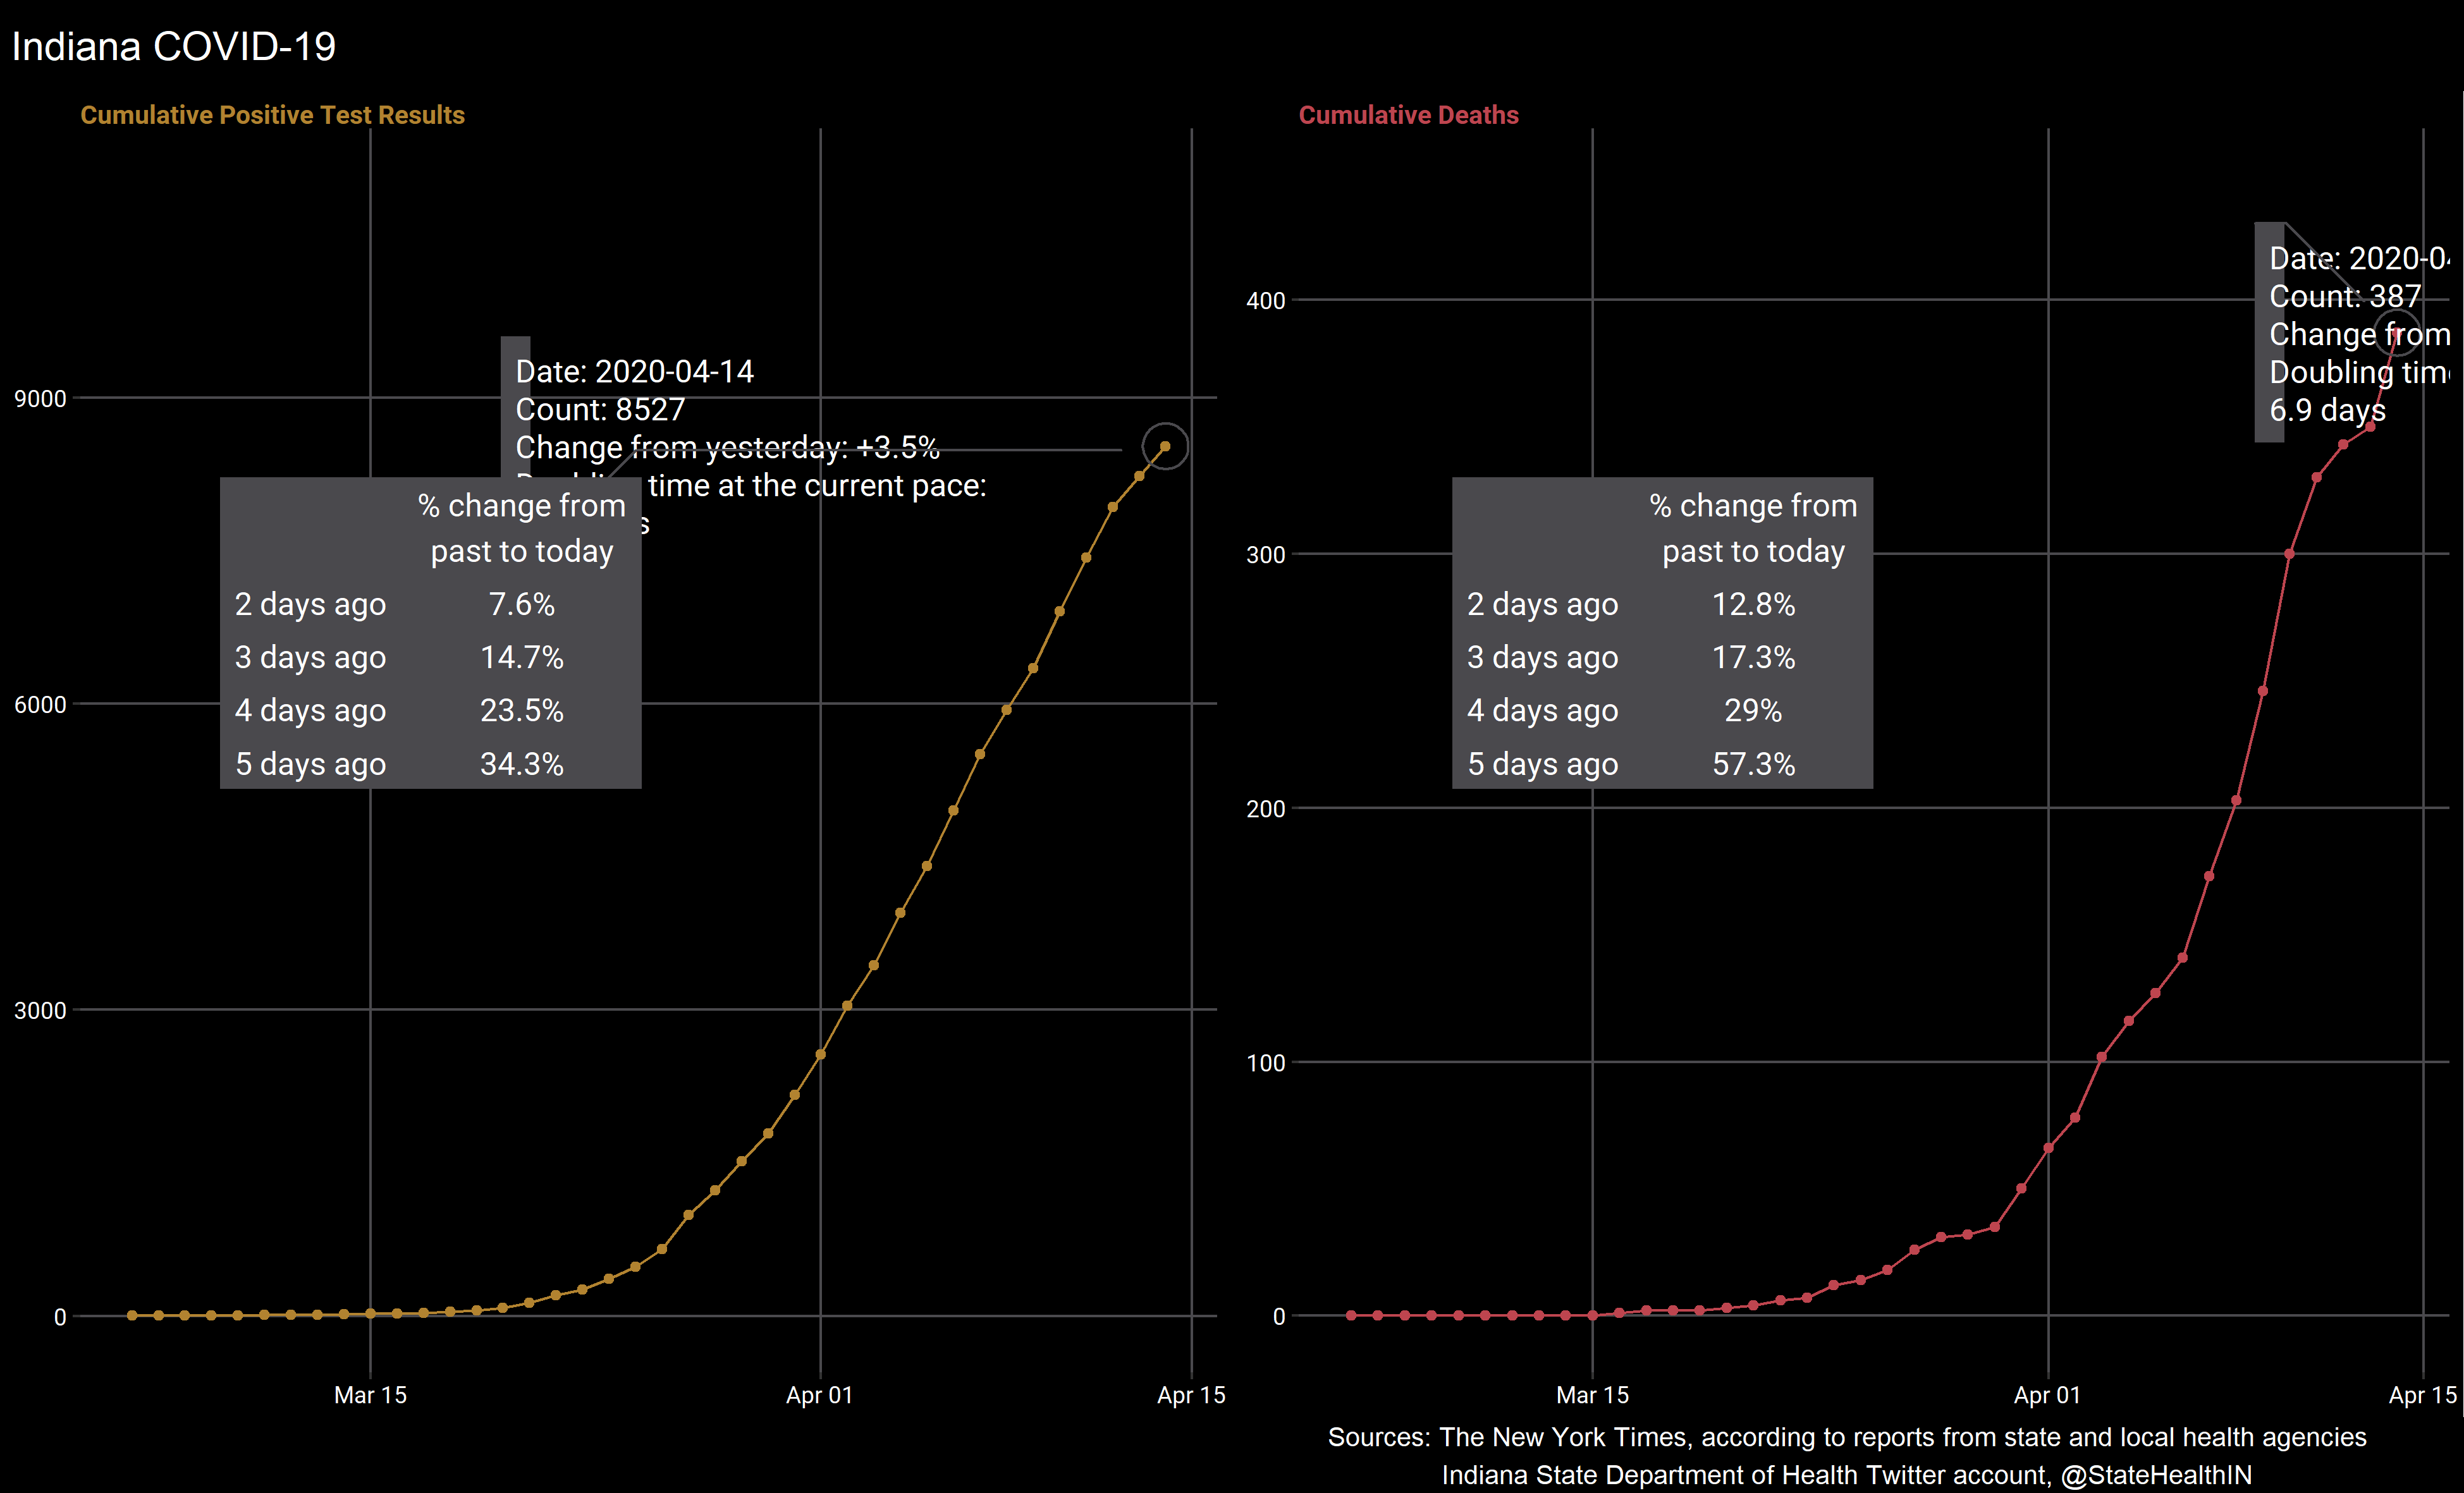 Indiana COVID-19
Cumulative Positive Test Results
9000
6000
3000
0
Mar 15
Apr 01
Apr 15
Date: 2020-04-14
Count: 8527
Change from yesterday: +3.5%
time at the current pace:
% change from
past to today
2 days ago 7.6%
3 days ago 14.7%
4 days ago 23.5%
5 days ago 34.3%
Cumulative Deaths
400
300
200
100
0
Mar 15
Apr 01
Apr 15
Date: 2020-0
Count: 387
Change from
Doubling
6.9 days
% change from
past to today
2 days ago 12.8%
3 days ago 17.3%
4 days ago 29%
5 days ago 57.3%
Sources: The New York Times, according to reports from state and local health agencies
Indiana State Department of Health Twitter account, @StateHealthIN